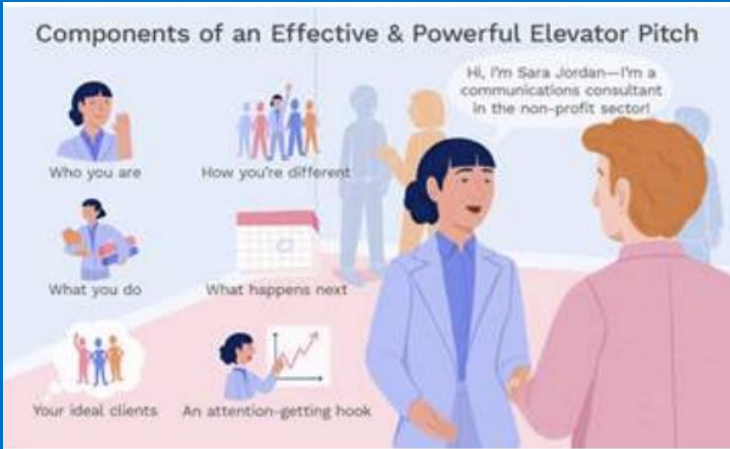 Components of an Effective & Powerful Elevator Pitch
Hi, I'm Sara Jordan—I'm a
communications consultant
in the non-profit sector!
Who you are
How you're different
What you do
What happens next
Your ideal clients
An attention-getting hook